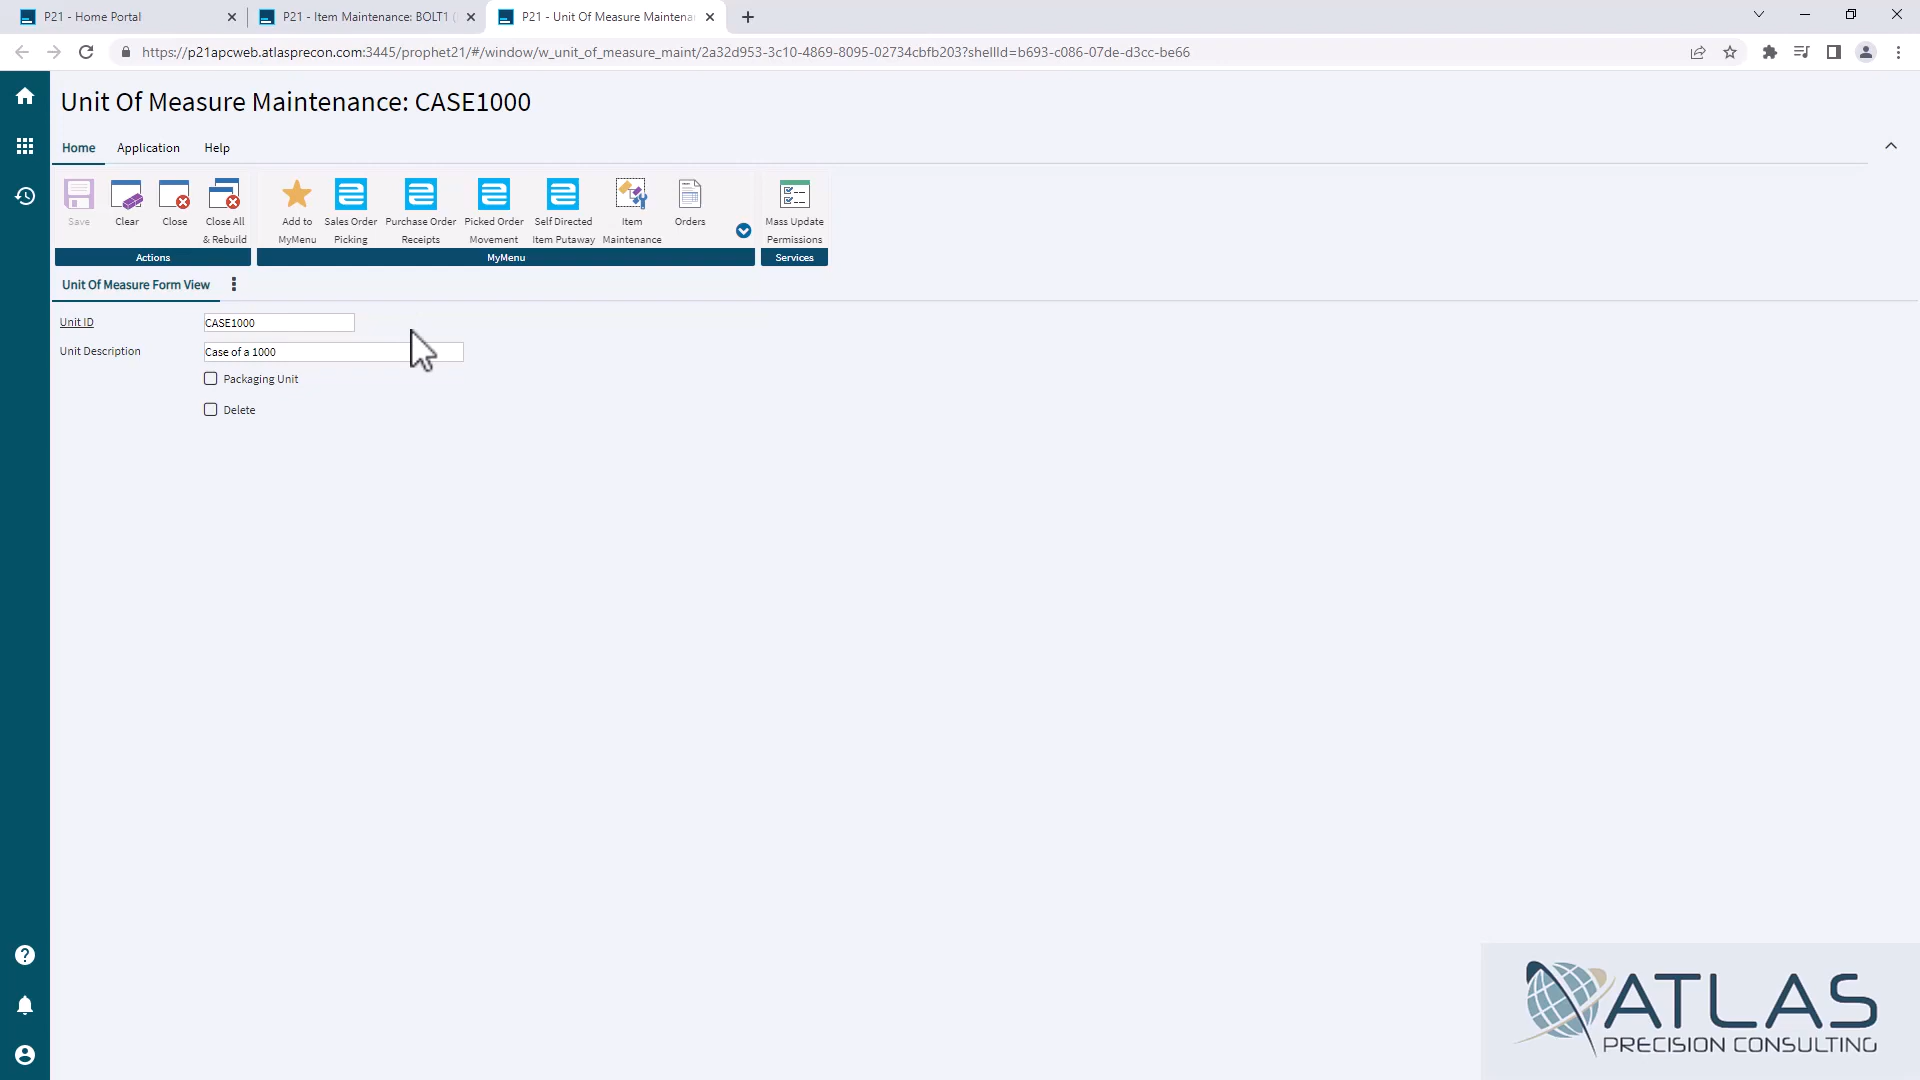 P21 - Home Portal
P21 - Item Maintenance: BOLT1 (
P21 - Unit Of Measure Maintena
https://p21apcweb.atlasprecon.com:3445/prophet21/#/window/w_unit_of_measure_maint/2a32d953-3c10-4869-8095-02734cbfb203?shellId=b693-c086-07de-d3cc-be66
Unit Of Measure Maintenance: CASE1000
Home Application Help
Save
Clear
Close
Close All
& Rebuild
Actions
Add to
MyMenu
Sales Order
Picking
Purchase Order
Receipts
Picked Order
Movement
Self Directed
Item Putaway
Item
Maintenance
Orders
MyMenu
Mass Update
Permissions
Services
Unit Of Measure Form View
Unit ID CASE1000
Unit Description Case of a 1000
Packaging Unit
Delete
ATLAS
PRECISION CONSULTING